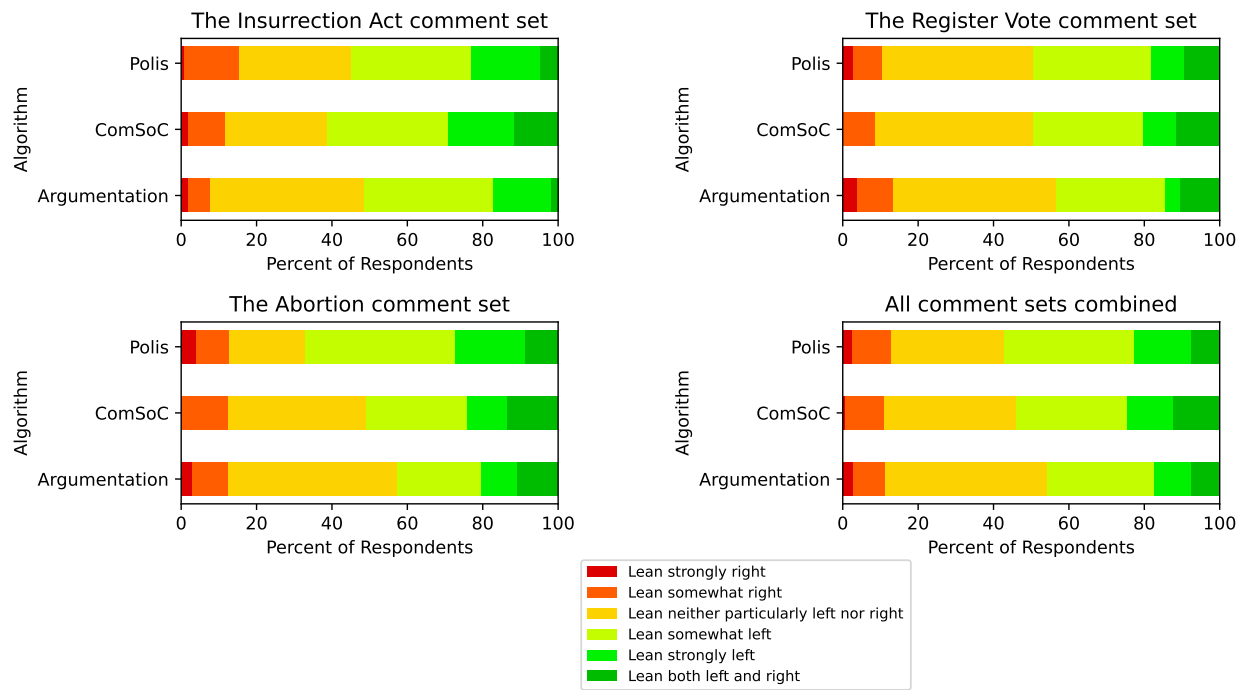 The Insurrection Act comment set
Algorithm
Polis
ComSoC
Argumentation
0 20 40 60 80 100
Percent of Respondents
The Register Vote comment set
Algorithm
Polis
ComSoC
Argumentation
0 20 40 60 80 100
Percent of Respondents
The Abortion comment set
Algorithm
Polis
ComSoC
Argumentation
0 20 40 60 80 100
Percent of Respondents
All comment sets combined
Algorithm
Polis
ComSoC
Argumentation
0 20 40 60 80 100
Percent of Respondents
Lean strongly right
Lean somewhat right
Lean neither particularly left nor right
Lean somewhat left
Lean strongly left
Lean both left and right